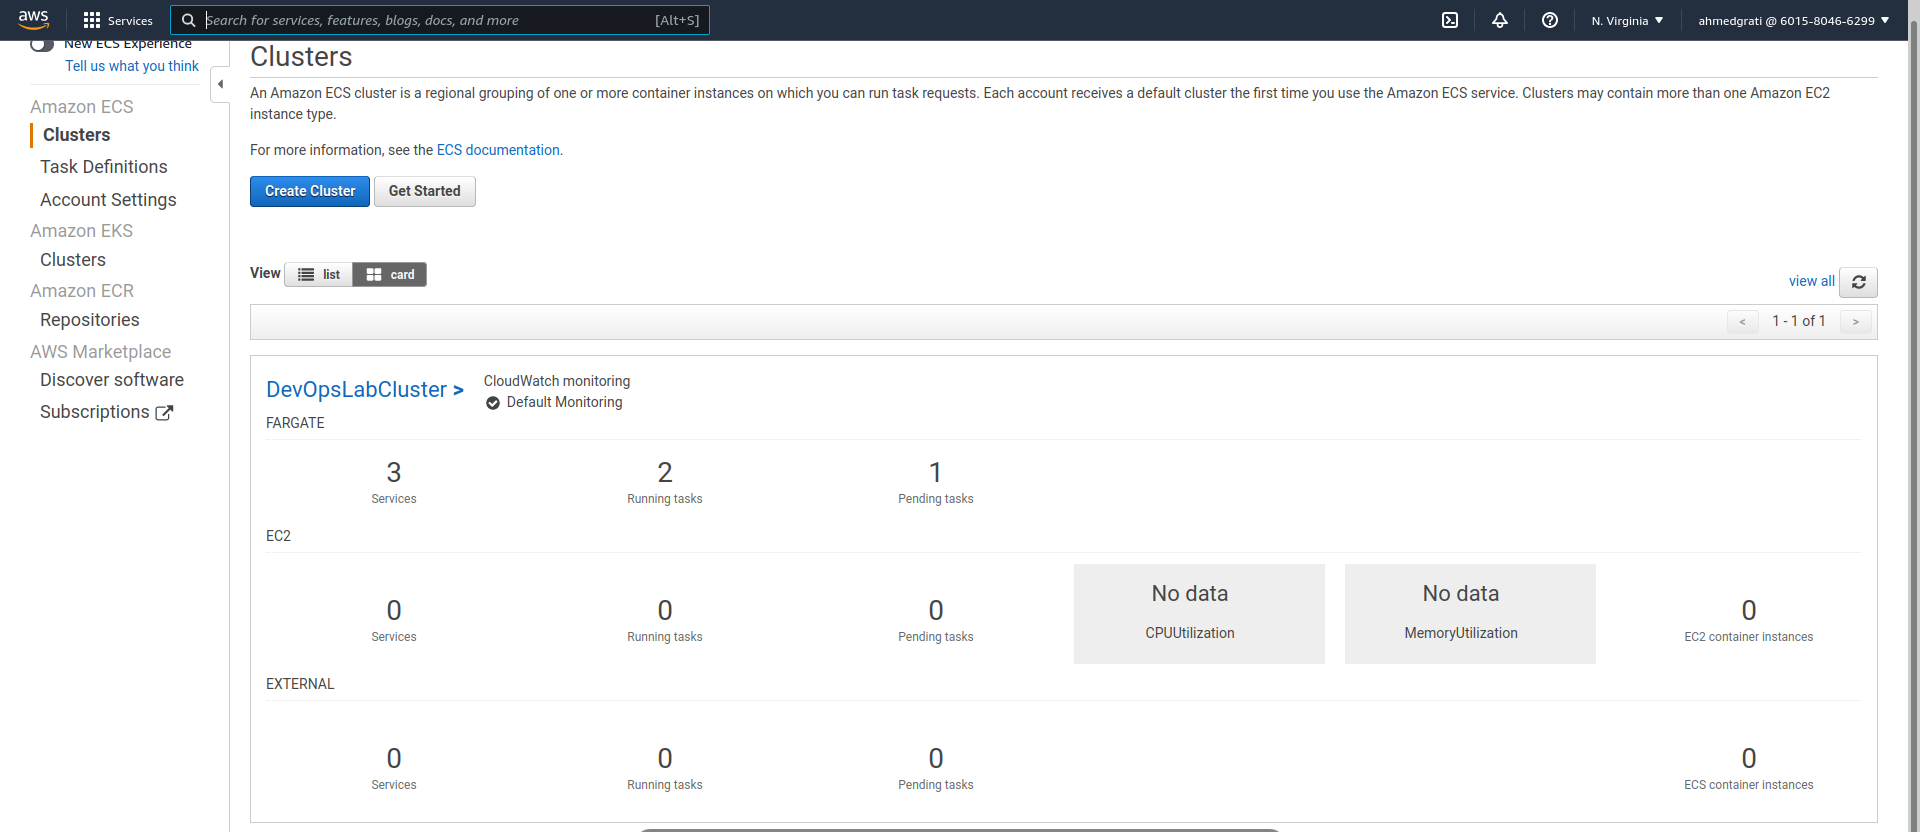 aws
Services
Search for services, features, blogs, docs, and more
[Alt+S]
N. Virginia ▼
ahmedgrati @ 6015-8046-6299 ▼
New ECS Experience
Tell us what you think
Amazon ECS
Clusters
Task Definitions
Account Settings
Amazon EKS
Clusters
Amazon ECR
Repositories
AWS Marketplace
Discover software
Subscriptions
Clusters
An Amazon ECS cluster is a regional grouping of one or more container instances on which you can run task requests. Each account receives a default cluster the first time you use the Amazon ECS service. Clusters may contain more than one Amazon EC2
instance type.
For more information, see the ECS documentation.
Create Cluster
Get Started
View
list
card
view all
< 1 - 1 of 1 >
DevOpsLabCluster >
CloudWatch monitoring
Default Monitoring
FARGATE
3 2 1
Services Running tasks Pending tasks
EC2
No data No data
0 0 0 0
CPUUtilization MemoryUtilization
Services Running tasks Pending tasks EC2 container instances
EXTERNAL
0 0 0 0
Services Running tasks Pending tasks ECS container instances